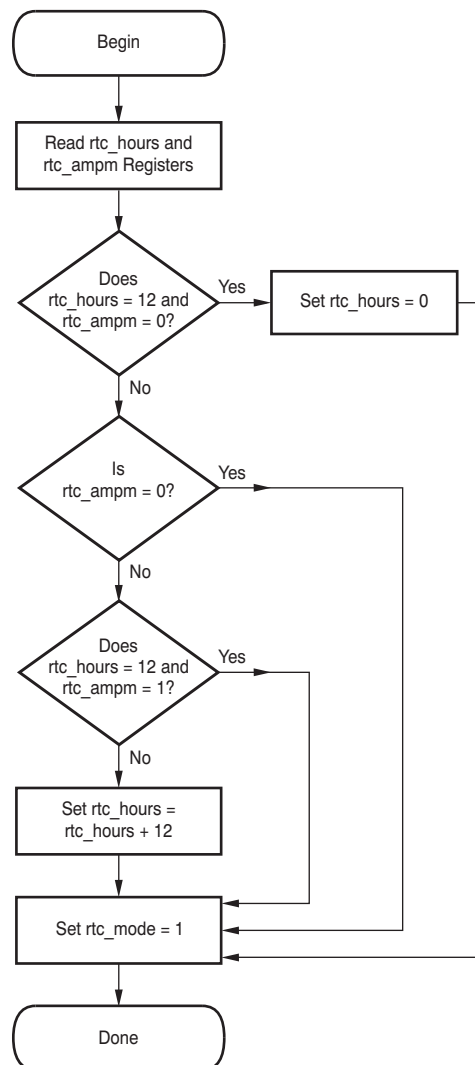 Begin
Read rtc_hours and
rtc_ampm Registers
Does
rtc_hours = 12 and
rtc_ampm = 0?
Yes
Set rtc_hours = 0
No
Is
rtc_ampm = 0?
Yes
No
Does
rtc_hours = 12 and
rtc_ampm = 1?
Yes
No
Set rtc_hours =
rtc_hours + 12
Set rtc_mode = 1
Done